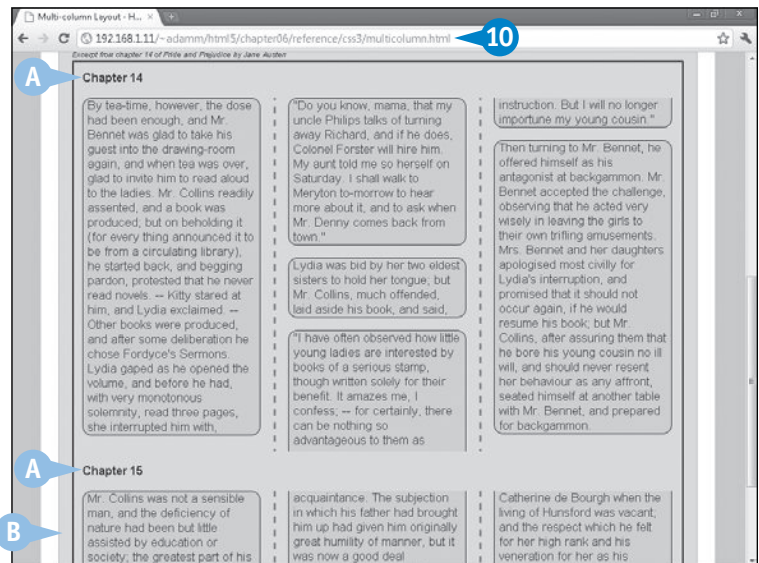 Multi-column Layout - H...
192.168.1.11/~adamm/html5/chapter06/reference/css3/multicolumn.html
10
Excerpt from chapter 14 of Pride and Prejudice by Jane Austen
A
Chapter 14
By tea-time, however, the dose
had been enough, and Mr.
Bennet was glad to take his
guest into the drawing-room
again, and when tea was over,
glad to invite him to read aloud
to the ladies. Mr. Collins readily
assented, and a book was
produced; but on beholding it
(for every thing announced it to
be from a circulating library),
he started back, and begging
pardon, protested that he never
read novels. -- Kitty stared at
him, and Lydia exclaimed. --
Other books were produced,
and after some deliberation he
chose Fordyce's Sermons.
Lydia gaped as he opened the
volume, and before he had,
with very monotonous
solemnity, read three pages,
she interrupted him with,
"Do you know, mama, that my
uncle Philips talks of turning
away Richard, and if he does,
Colonel Forster will hire him.
My aunt told me so herself on
Saturday. I shall walk to
Meryton to-morrow to hear
more about it, and to ask when
Mr. Denny comes back from
town."
Lydia was bid by her two eldest
sisters to hold her tongue; but
Mr. Collins, much offended,
laid aside his book, and said,
"I have often observed how little
young ladies are interested by
books of a serious stamp,
though written solely for their
benefit. It amazes me, I
confess; -- for certainly, there
can be nothing so
advantageous to them as
instruction. But I will no longer
importune my young cousin."
Then turning to Mr. Bennet, he
offered himself as his
antagonist at backgammon. Mr.
Bennet accepted the challenge,
observing that he acted very
wisely in leaving the girls to
their own trifling amusements.
Mrs. Bennet and her daughters
apologised most civilly for
Lydia's interruption, and
promised that it should not
occur again, if he would
resume his book; but Mr.
Collins, after assuring them that
he bore his young cousin no ill
will, and should never resent
her behaviour as any affront,
seated himself at another table
with Mr. Bennet, and prepared
for backgammon.
A
Chapter 15
B
Mr. Collins was not a sensible
man, and the deficiency of
nature had been but little
assisted by education or
society; the greatest part of his
acquaintance. The subjection
in which his father had brought
him up had given him originally
great humility of manner, but it
was now a good deal
Catherine de Bourgh when the
living of Hunsford was vacant;
and the respect which he felt
for her high rank and his
veneration for her as his